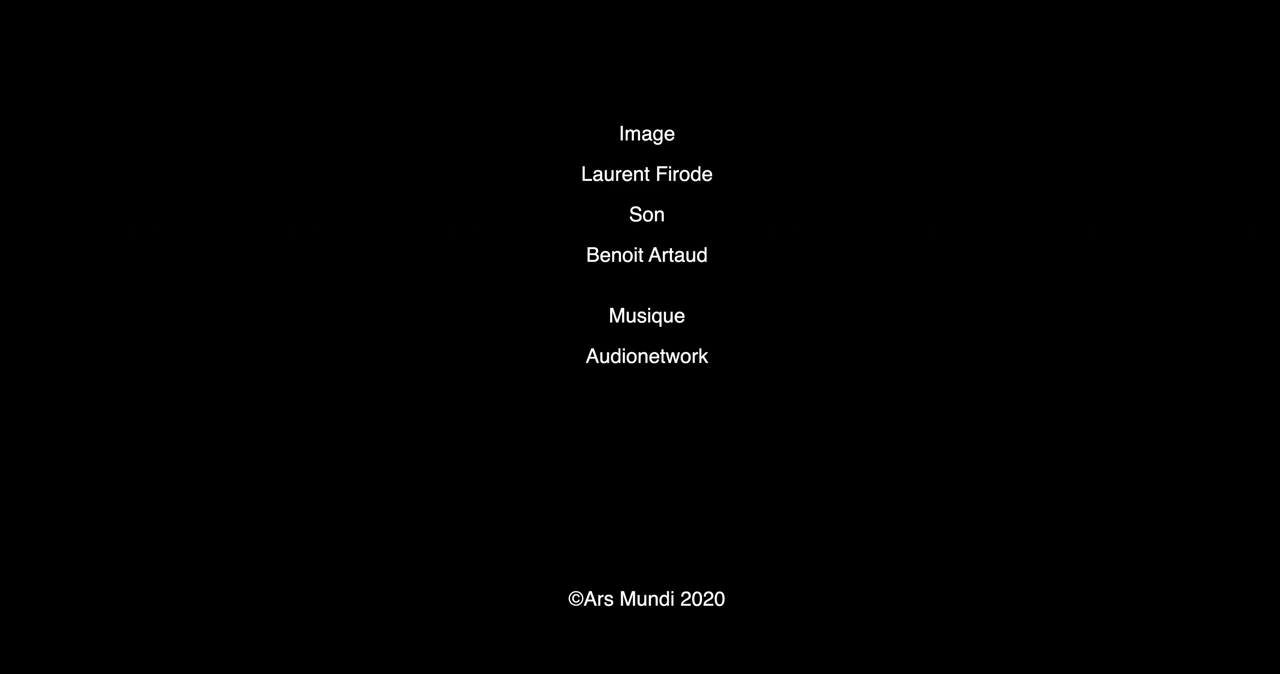 Image
Laurent Firode
Son
Benoit Artaud
Musique
Audionetwork
©Ars Mundi 2020